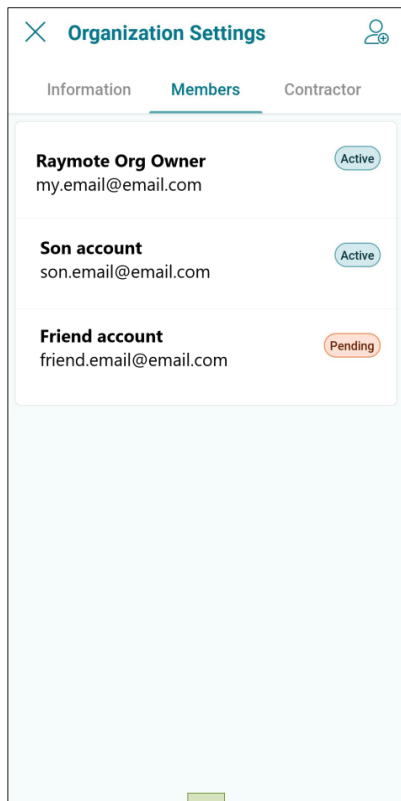 Organization Settings
Information Members Contractor
Raymote Org Owner Active
my.email@email.com
Son account Active
son.email@email.com
Friend account Pending
friend.email@email.com